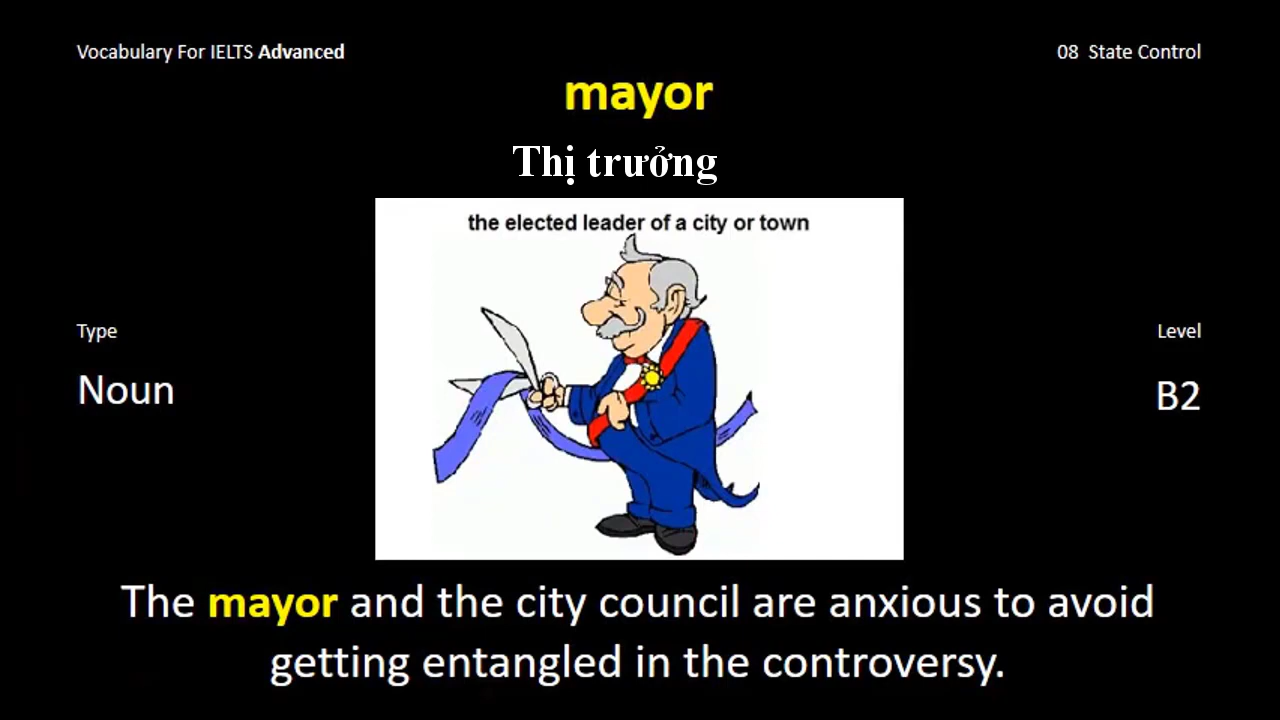 Vocabulary For IELTS Advanced
08 State Control
mayor
Thị trưởng
the elected leader of a city or town
Type
Noun
Level
B2
The mayor and the city council are anxious to avoid
getting entangled in the controversy.